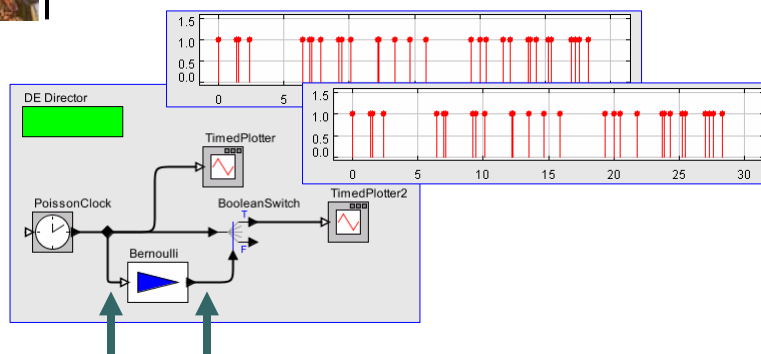 1.5
1.0
0.5
0.0
0 5
1.5
1.0
0.5
0.0
0 5 10 15 20 25 30
DE Director
TimedPlotter
TimedPlotter2
PoissonClock
BooleanSwitch
T
F
Bernoulli